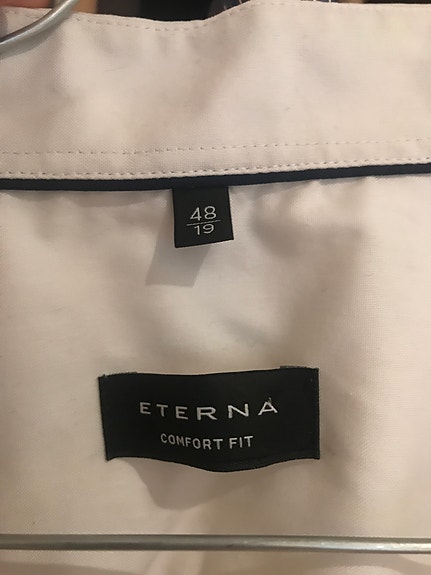 48
19
ETERNA
COMFORT FIT